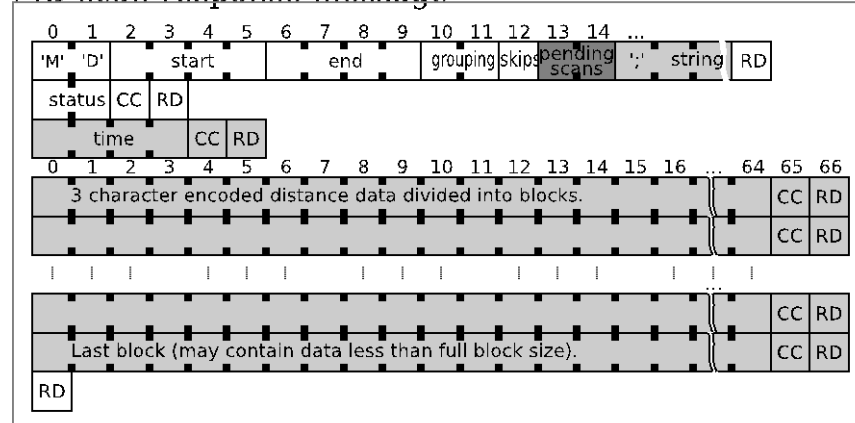 0 1 2 3 4 5 6 7 8 9 10 11 12 13 14 ...
'M' 'D' start end grouping skips pending scans ';' string RD
status CC RD
time CC RD
0 1 2 3 4 5 6 7 8 9 10 11 12 13 14 15 16 ... 64 65 66
3 character encoded distance data divided into blocks. CC RD
CC RD
...
CC RD
Last block (may contain data less than full block size). CC RD
RD